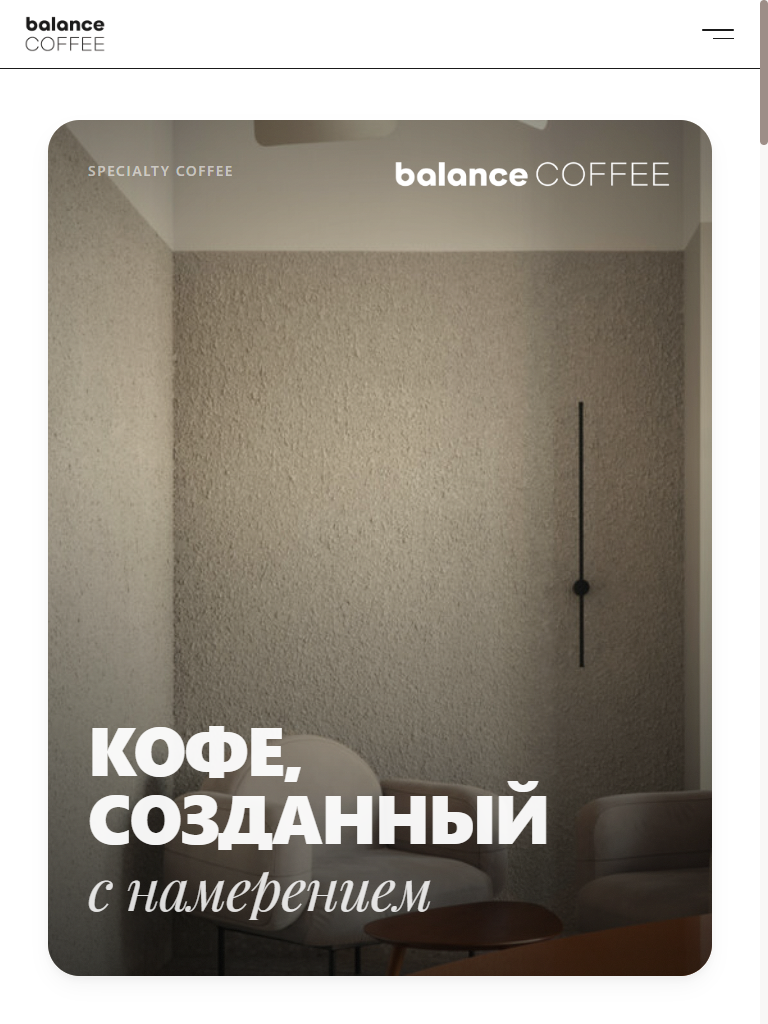 balance
COFFEE
SPECIALTY COFFEE
balance COFFEE
КОФЕ,
СОЗДАННЫЙ
с намерением